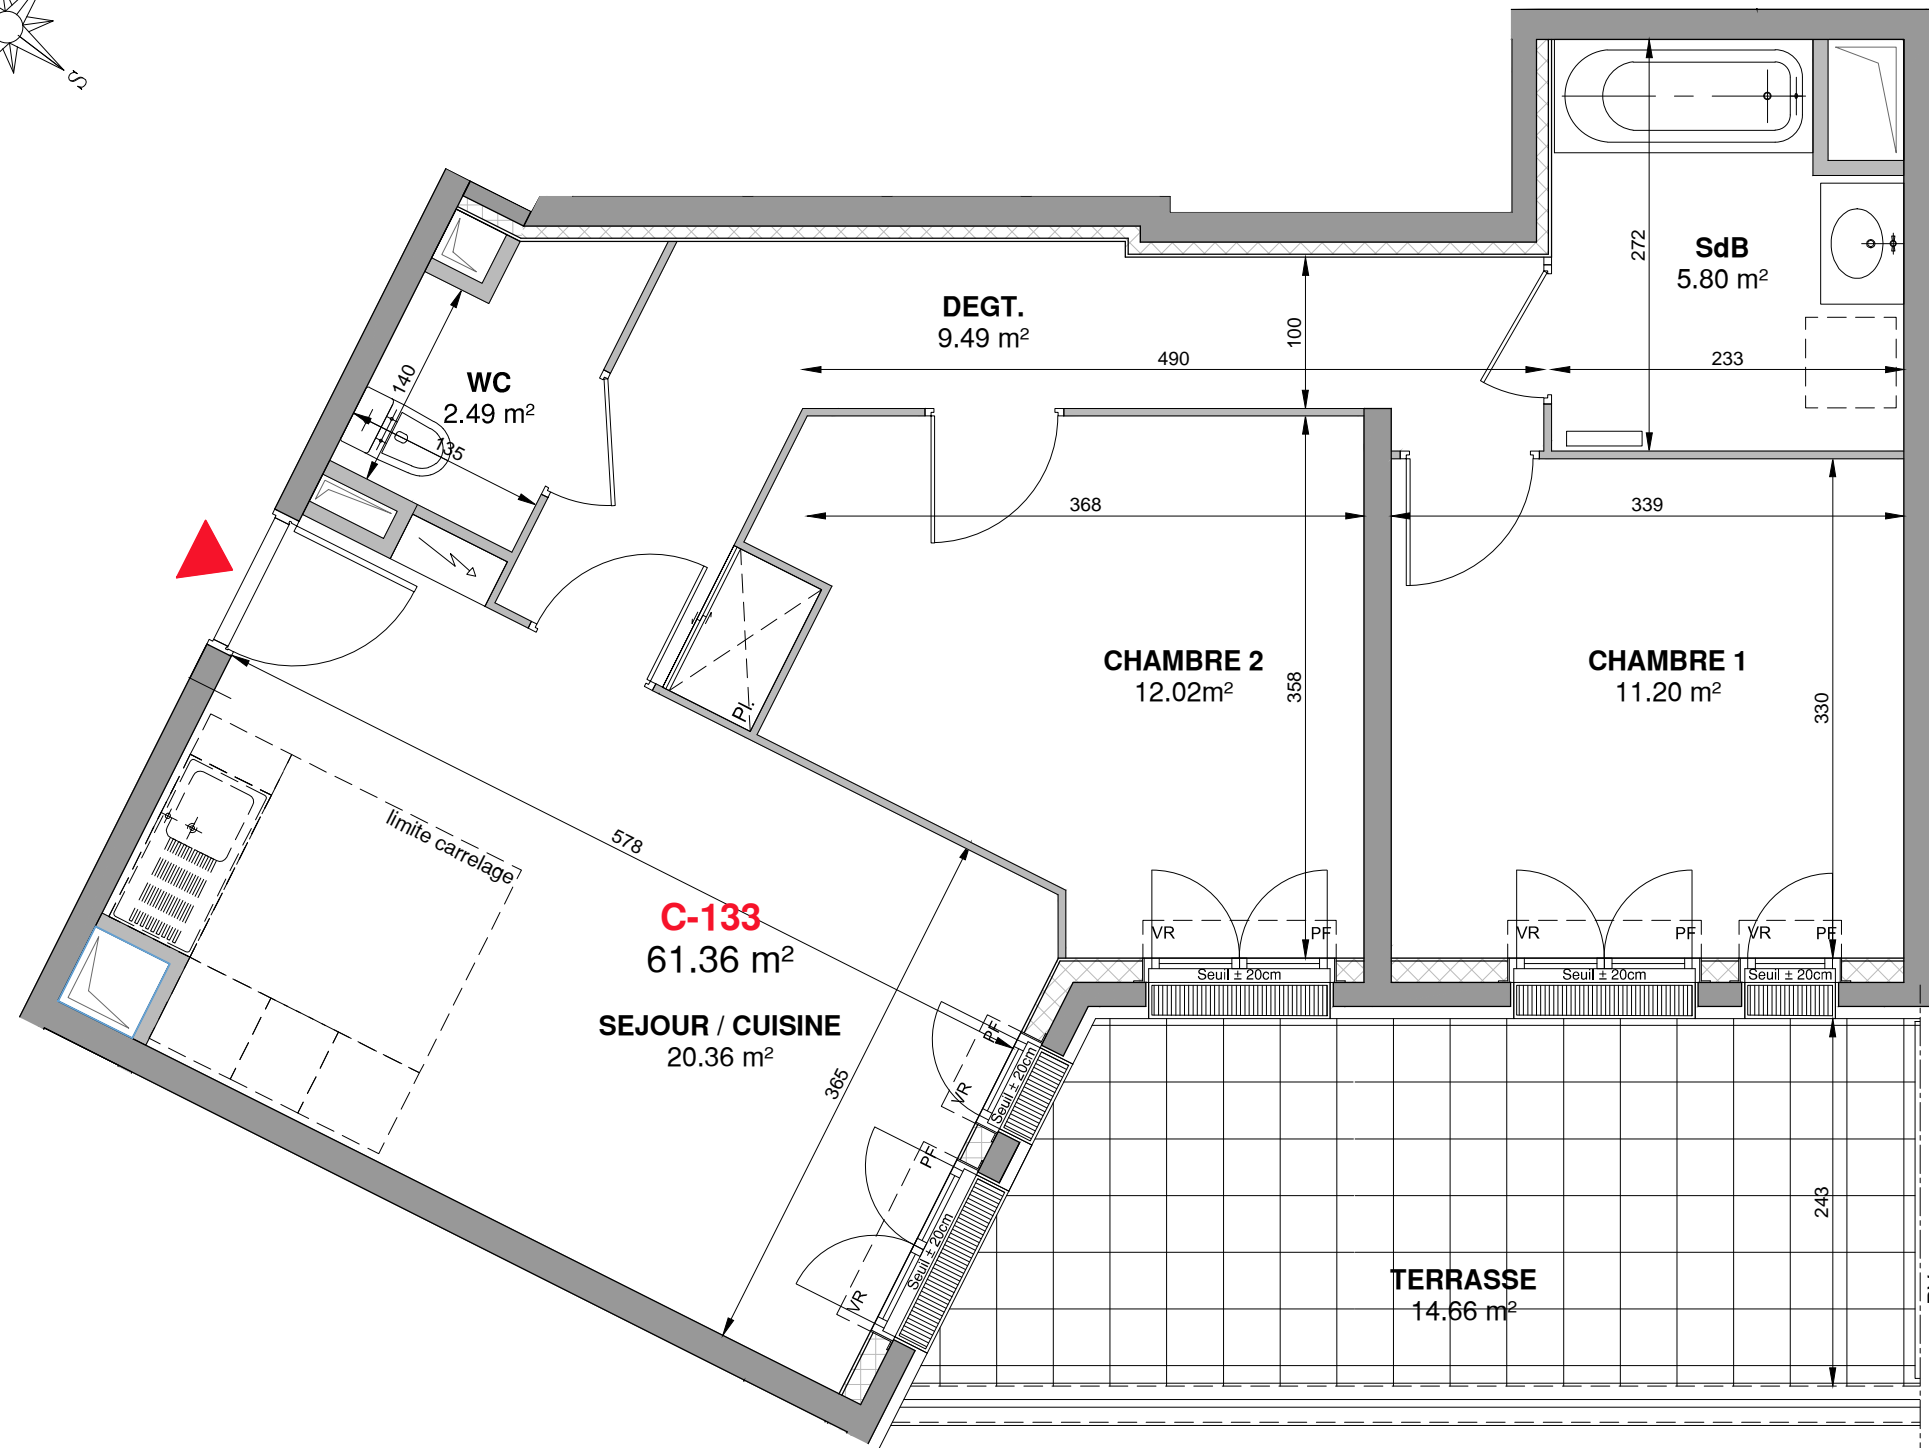 S
SdB
5.80 m²
272
233
DEGT.
9.49 m²
100
490
WC
2.49 m²
140
135
368
339
CHAMBRE 2
12.02m²
358
CHAMBRE 1
11.20 m²
330
Pl.
limite carrelage
578
C-133
61.36 m²
SEJOUR / CUISINE
20.36 m²
365
VR
PF
Seuil ± 20cm
VR
PF
Seuil ± 20cm
VR
PF
Seuil ± 20cm
PF
VR
Seuil ± 20cm
PF
VR
Seuil ± 20cm
243
TERRASSE
14.66 m²